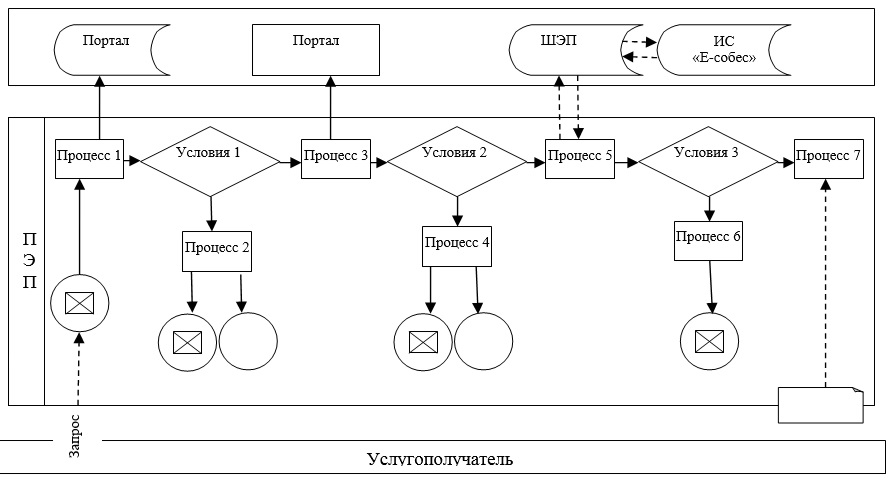 Портал
Портал
ШЭП
ИС
«Е-собес»
Процесс 1
Условия 1
Процесс 3
Условия 2
Процесс 5
Условия 3
Процесс 7
Процесс 2
Процесс 4
Процесс 6
П
Э
П
Запрос
Услугополучатель